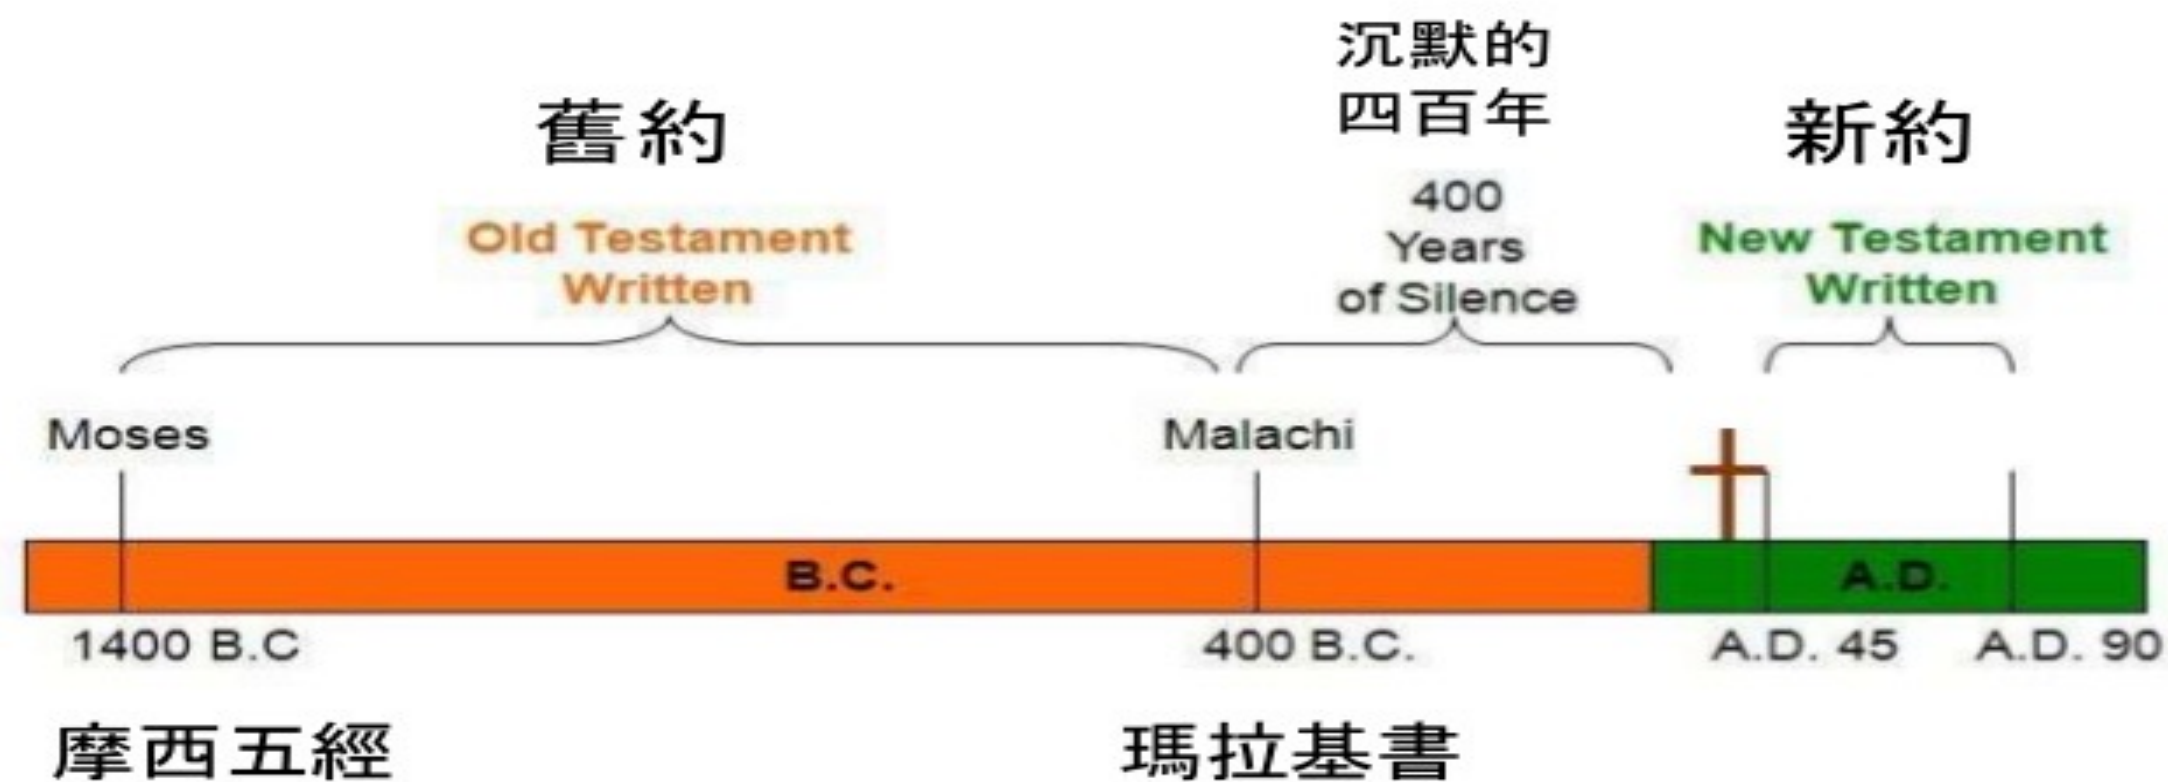 沉默的
四百年
舊約
新約
400
Years
of Silence
Old Testament
Written
New Testament
Written
Moses
Malachi
B.C.
A.D.
1400 B.C
400 B.C.
A.D. 45
A.D. 90
摩西五經
瑪拉基書